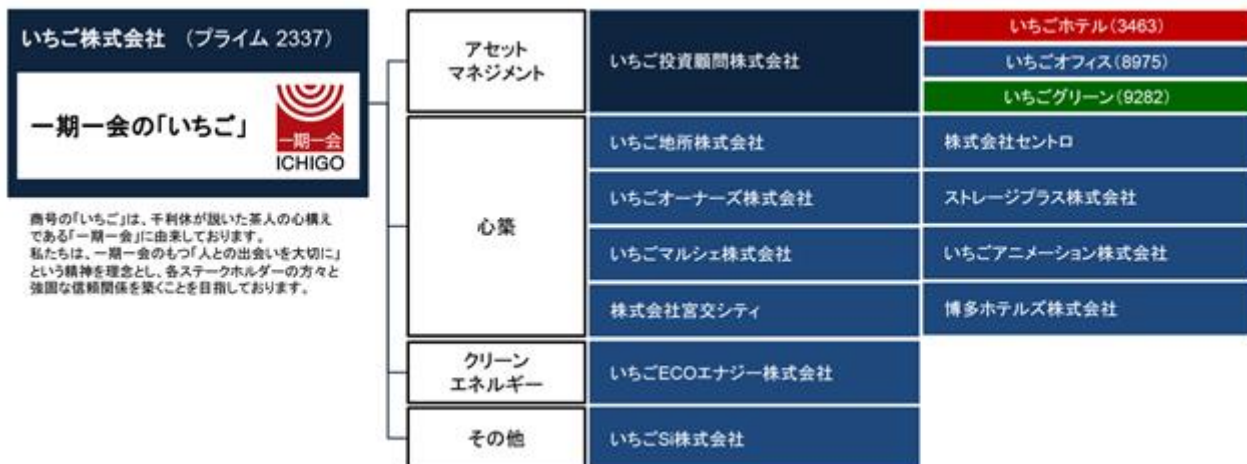 いちご株式会社 （プライム 2337）
一期一会の「いちご」
一期一会
ICHIGO
商号の「いちご」は、千利休が説いた茶人の心構え
である「一期一会」に由来しております。
私たちは、一期一会のもつ「人との出会いを大切に」
という精神を理念とし、各ステークホルダーの方々と
強固な信頼関係を築くことを目指しております。
アセット
マネジメント
いちご投資顧問株式会社
いちごホテル(3463)
いちごオフィス(8975)
いちごグリーン(9282)
心築
いちご地所株式会社
株式会社セントロ
いちごオーナーズ株式会社
ストレージプラス株式会社
いちごマルシェ株式会社
いちごアニメーション株式会社
株式会社宮交シティ
博多ホテルズ株式会社
クリーン
エネルギー
いちごECOエナジー株式会社
その他
いちごSi株式会社